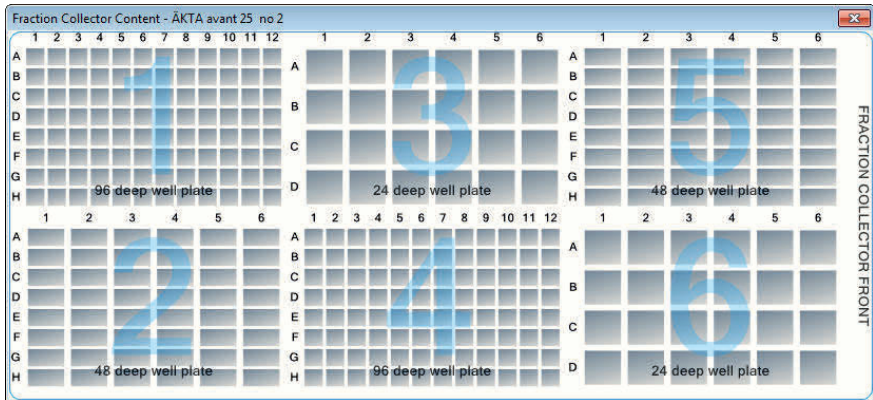 Fraction Collector Content - ÄKTA avant 25 no 2
1 2 3 4 5 6 7 8 9 10 11 12
A
B
C
D
E
F
G
H
1
96 deep well plate
1 2 3 4 5 6
A
B
C
D
3
24 deep well plate
1 2 3 4 5 6
A
B
C
D
E
F
G
H
5
48 deep well plate
1 2 3 4 5 6
A
B
C
D
E
F
G
H
2
48 deep well plate
1 2 3 4 5 6 7 8 9 10 11 12
A
B
C
D
E
F
G
H
4
96 deep well plate
1 2 3 4 5 6
A
B
C
D
6
24 deep well plate
FRACTION COLLECTOR FRONT